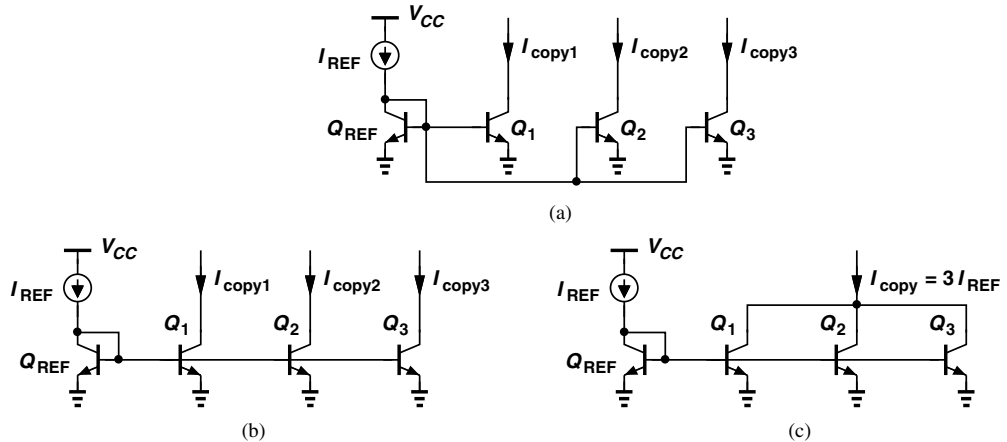 V_CC
I_REF
I_copy1
I_copy2
I_copy3
Q_REF
Q_1
Q_2
Q_3
(a)
V_CC
I_REF
I_copy1
I_copy2
I_copy3
Q_1
Q_2
Q_3
Q_REF
(b)
V_CC
I_REF
I_copy = 3 I_REF
Q_1
Q_2
Q_3
Q_REF
(c)